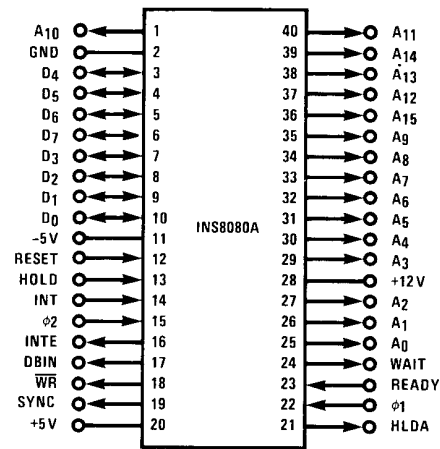 A10 1 40 A11
GND 2 39 A14
D4 3 38 A13
D5 4 37 A12
D6 5 36 A15
D7 6 35 A9
D3 7 34 A8
D2 8 33 A7
D1 9 32 A6
D0 10 31 A5
INS8080A
-5V 11 30 A4
RESET 12 29 A3
HOLD 13 28 +12V
INT 14 27 A2
φ2 15 26 A1
INTE 16 25 A0
DBIN 17 24 WAIT
W̅R̅ 18 23 READY
SYNC 19 22 φ1
+5V 20 21 HLDA